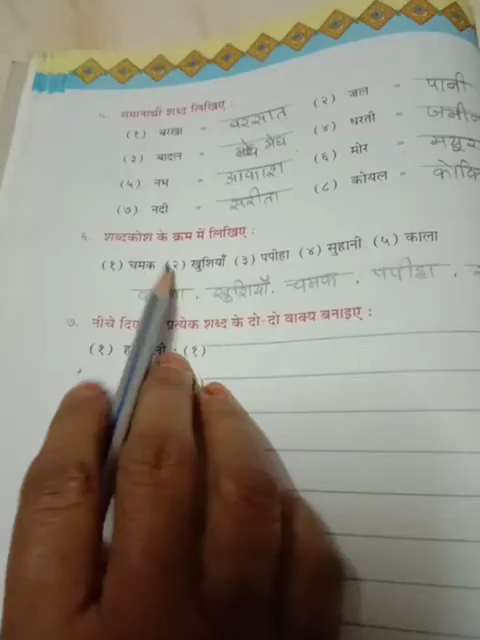 ५. समानार्थी शब्द लिखिए :
(१) बरखा = बरसात (२) जल = पानी
(३) बादल = मेघ (४) धरती =
(५) नभ = आकाश (६) मोर =
(७) नदी = सरीता (८) कोयल =
६. शब्दकोश के क्रम में लिखिए :
(१) चमक (२) खुशियाँ (३) पपीहा (४) सुहानी (५) काला
खुशियाँ. चमक. पपीहा.
७. नीचे प्रत्येक शब्द के दो-दो वाक्य बनाइए :
(१) (१)